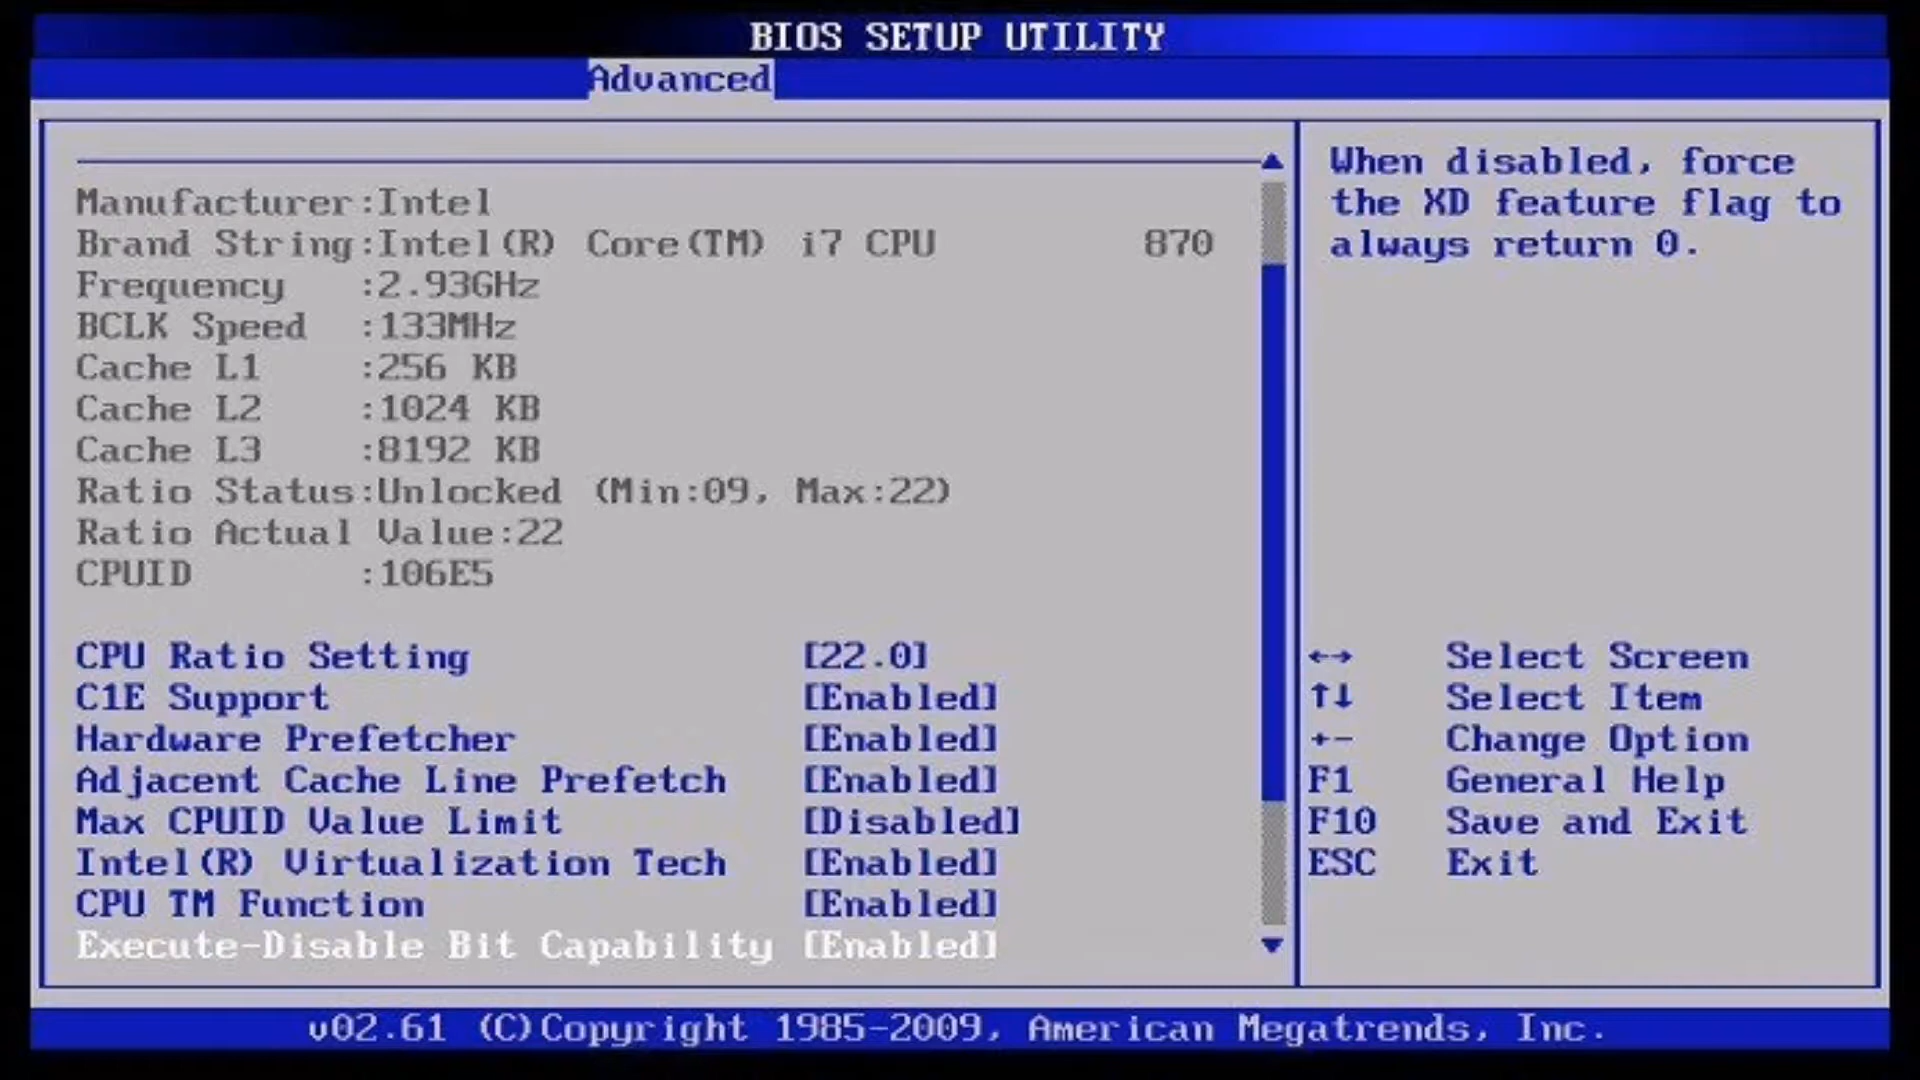 BIOS SETUP UTILITY
Advanced
Manufacturer:Intel
Brand String:Intel(R) Core(TM) i7 CPU 870
Frequency :2.93GHz
BCLK Speed :133MHz
Cache L1 :256 KB
Cache L2 :1024 KB
Cache L3 :8192 KB
Ratio Status:Unlocked (Min:09, Max:22)
Ratio Actual Value:22
CPUID :106E5
CPU Ratio Setting [22.0]
C1E Support [Enabled]
Hardware Prefetcher [Enabled]
Adjacent Cache Line Prefetch [Enabled]
Max CPUID Value Limit [Disabled]
Intel(R) Virtualization Tech [Enabled]
CPU TM Function [Enabled]
Execute-Disable Bit Capability [Enabled]
When disabled, force
the XD feature flag to
always return 0.
←→ Select Screen
↑↓ Select Item
+- Change Option
F1 General Help
F10 Save and Exit
ESC Exit
v02.61 (C)Copyright 1985-2009, American Megatrends, Inc.